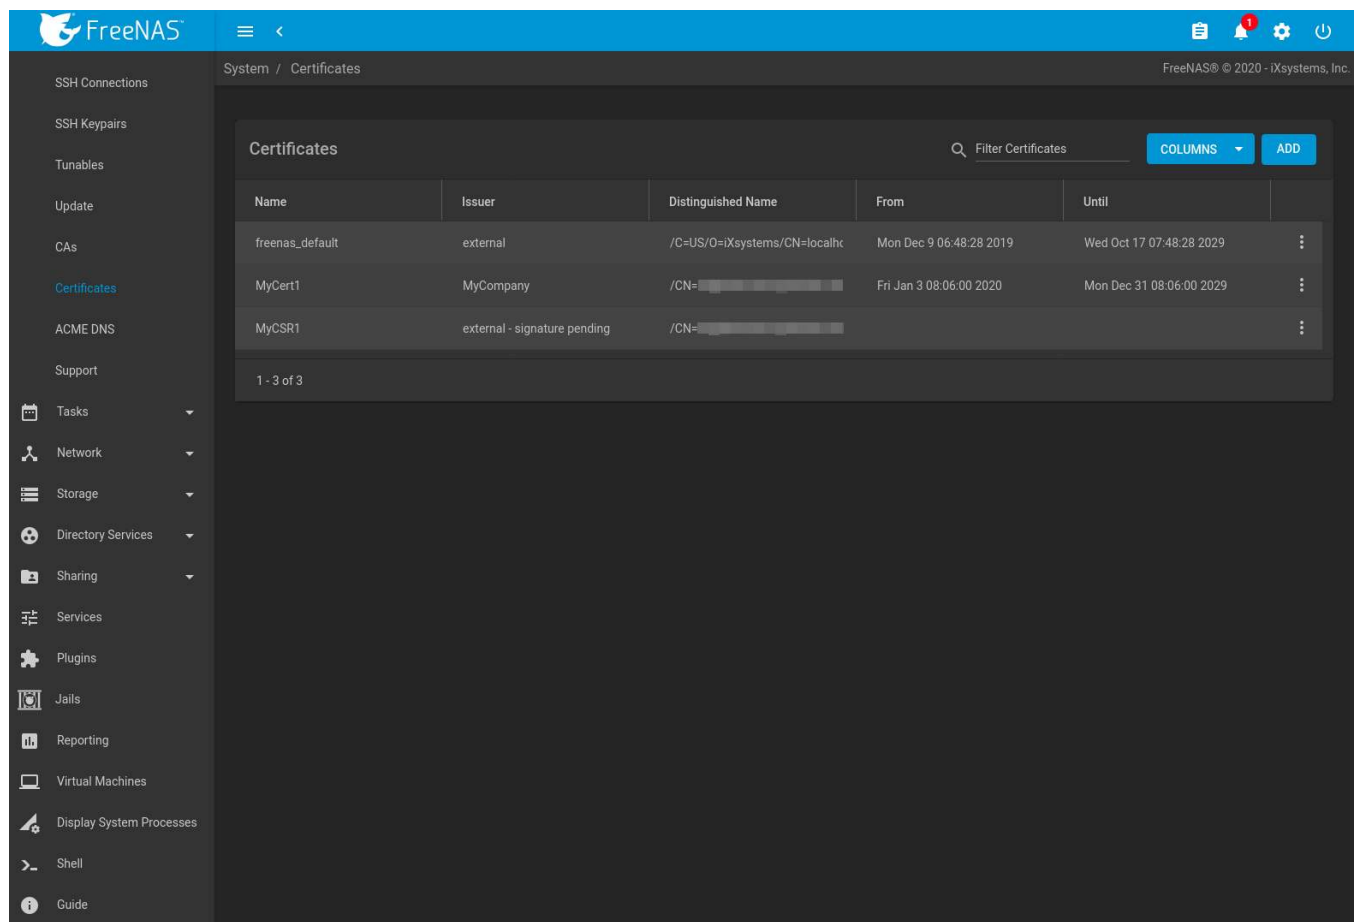 FreeNAS®
1
System / Certificates
FreeNAS® © 2020 - iXsystems, Inc.
SSH Connections
SSH Keypairs
Tunables
Update
CAs
Certificates
ACME DNS
Support
Tasks
Network
Storage
Directory Services
Sharing
Services
Plugins
Jails
Reporting
Virtual Machines
Display System Processes
Shell
Guide
Certificates
Filter Certificates
COLUMNS
ADD
Name Issuer Distinguished Name From Until
freenas_default external /C=US/O=iXsystems/CN=localho Mon Dec 9 06:48:28 2019 Wed Oct 17 07:48:28 2029
MyCert1 MyCompany /CN= Fri Jan 3 08:06:00 2020 Mon Dec 31 08:06:00 2029
MyCSR1 external - signature pending /CN=
1 - 3 of 3